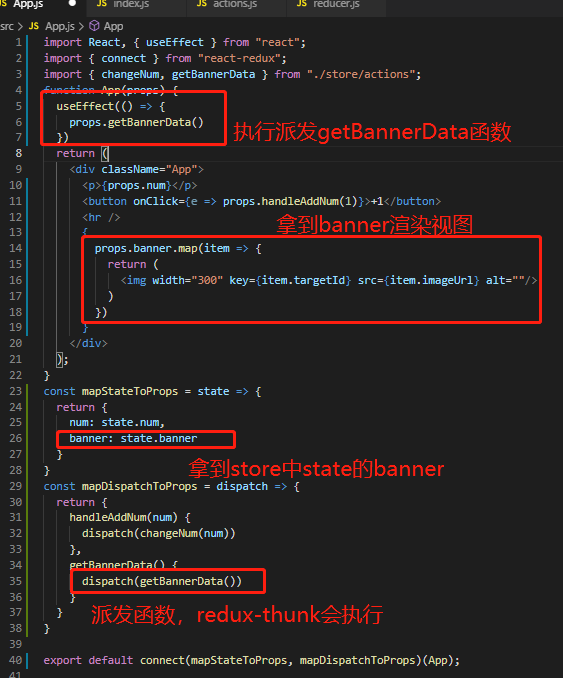 App.js index.js actions.js reducer.js
src > App.js > App
1 import React, { useEffect } from "react";
2 import { connect } from "react-redux";
3 import { changeNum, getBannerData } from "./store/actions";
4 function App(props) {
5 useEffect(() => {
6 props.getBannerData()
执行派发getBannerData函数
7 })
8 return (
9 <div className="App">
10 <p>{props.num}</p>
11 <button onClick={e => props.handleAddNum(1)}>+1</button>
12 <hr />
拿到banner渲染视图
13 {
14 props.banner.map(item => {
15 return (
16 <img width="300" key={item.targetId} src={item.imageUrl} alt=""/>
17 )
18 })
19 }
20 </div>
21 );
22 }
23 const mapStateToProps = state => {
24 return {
25 num: state.num,
26 banner: state.banner
27 }
拿到store中state的banner
28 }
29 const mapDispatchToProps = dispatch => {
30 return {
31 handleAddNum(num) {
32 dispatch(changeNum(num))
33 },
34 getBannerData() {
35 dispatch(getBannerData())
36 }
派发函数，redux-thunk会执行
37 }
38 }
39
40 export default connect(mapStateToProps, mapDispatchToProps)(App);
41